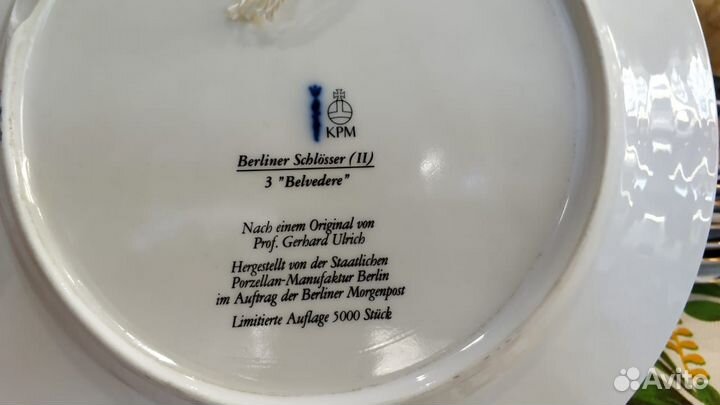 KPM
Berliner Schlösser (II)
3 "Belvedere"
Nach einem Original von
Prof. Gerhard Ulrich
Hergestellt von der Staatlichen
Porzellan-Manufaktur Berlin
im Auftrag der Berliner Morgenpost
Limitierte Auflage 5000 Stück
Avito